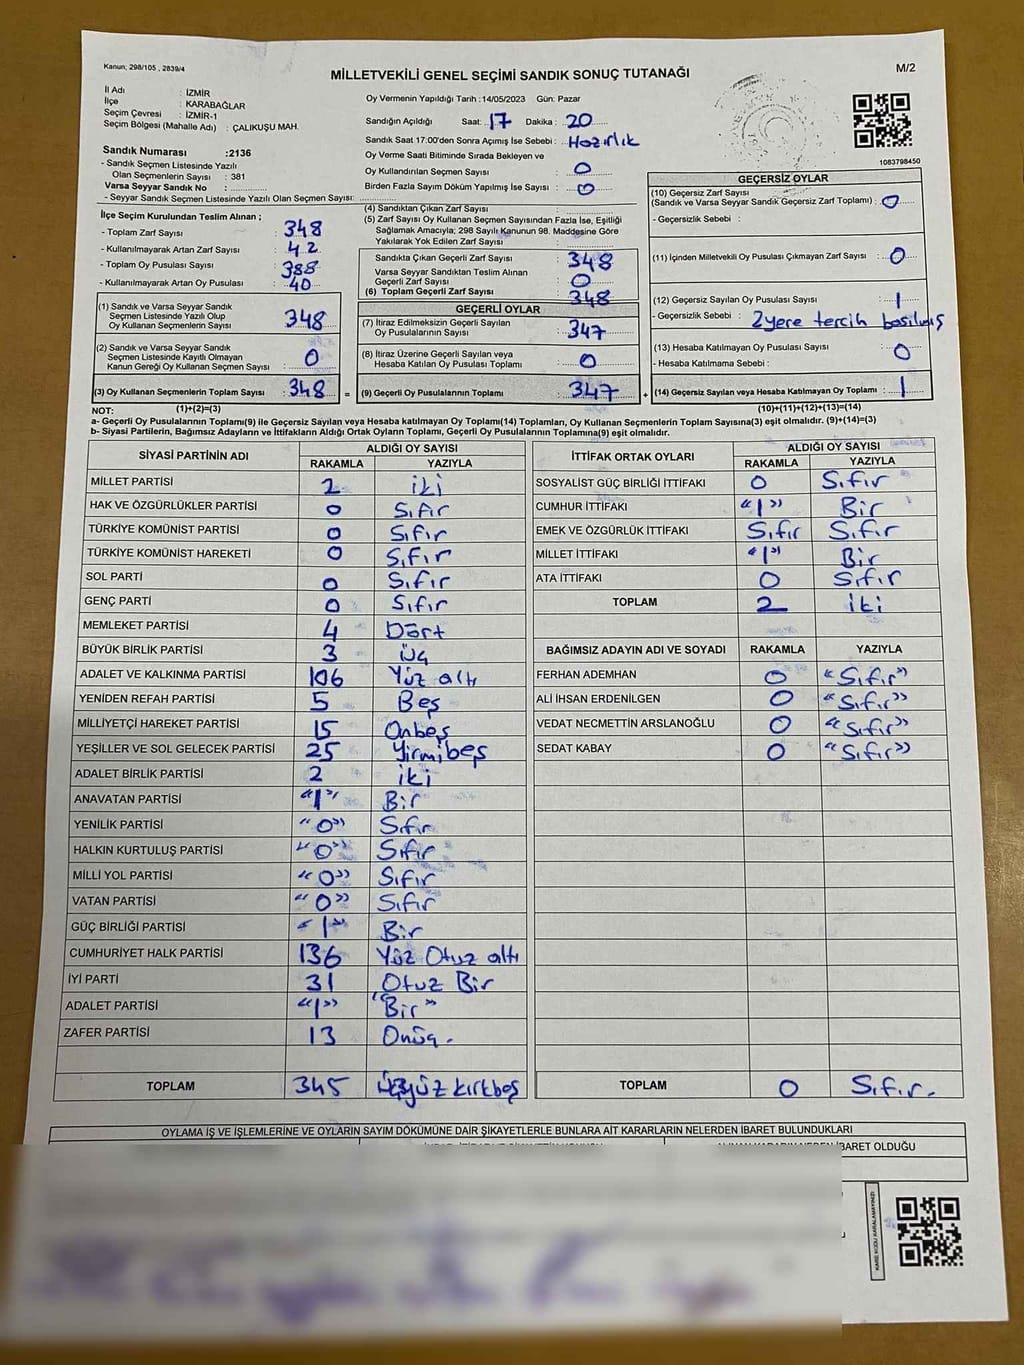 Kanun; 298/105 , 2839/4
MİLLETVEKİLİ GENEL SEÇİMİ SANDIK SONUÇ TUTANAĞI
M/2
İl Adı : İZMİR
İlçe : KARABAĞLAR
Seçim Çevresi : İZMİR-1
Seçim Bölgesi (Mahalle Adı) : ÇALIKUŞU MAH.
Sandık Numarası :2136
- Sandık Seçmen Listesinde Yazılı
Olan Seçmen Sayısı : 381
Varsa Seyyar Sandık No :
- Seyyar Sandık Seçmen Listesinde Yazılı Olan Seçmen Sayısı:
Oy Vermenin Yapıldığı Tarih :14/05/2023 Gün: Pazar
Sandığın Açıldığı Saat: 17 Dakika : 20
Sandık Saat 17:00'den Sonra Açımış İse Sebebi : Hazırlık
Oy Verme Saati Bitiminde Sırada Bekleyen ve
Oy Kullandırılan Seçmen Sayısı : 0
Birden Fazla Sayım Döküm Yapılmış İse Sayısı : 0
1083798450
İlçe Seçim Kurulundan Teslim Alınan ;
- Toplam Zarf Sayısı : 348
- Kullanılmayarak Artan Zarf Sayısı : 42
- Toplam Oy Pusulası Sayısı : 388
- Kullanılmayarak Artan Oy Pusulası : 40
(4) Sandıktan Çıkan Zarf Sayısı :
(5) Zarf Sayısı Oy Kullanan Seçmen Sayısından Fazla İse, Eşitliği
Sağlamak Amacıyla; 298 Sayılı Kanunun 98. Maddesine Göre
Yakılarak Yok Edilen Zarf Sayısı :
Sandıkta Çıkan Geçerli Zarf Sayısı : 348
Varsa Seyyar Sandıktan Teslim Alınan
Geçerli Zarf Sayısı : 0
(6) Toplam Geçerli Zarf Sayısı : 348
GEÇERSİZ OYLAR
(10) Geçersiz Zarf Sayısı
(Sandık ve Varsa Seyyar Sandık Geçersiz Zarf Toplamı) : 0
- Geçersizlik Sebebi :
(11) İçinden Milletvekili Oy Pusulası Çıkmayan Zarf Sayısı : 0
(12) Geçersiz Sayılan Oy Pusulası Sayısı : 1
- Geçersizlik Sebebi : 2 yere tercih basılmış
(13) Hesaba Katılmayan Oy Pusulası Sayısı : 0
- Hesaba Katılmama Sebebi :
(1) Sandık ve Varsa Seyyar Sandık
Seçmen Listesinde Yazılı Olup
Oy Kullanan Seçmenlerin Sayısı : 348
(2) Sandık ve Varsa Seyyar Sandık
Seçmen Listesinde Kayıtlı Olmayan
Kanun Gereği Oy Kullanan Seçmen Sayısı : 0
GEÇERLİ OYLAR
(7) İtiraz Edilmeksizin Geçerli Sayılan
Oy Pusulalarının Sayısı : 347
(8) İtiraz Üzerine Geçerli Sayılan veya
Hesaba Katılan Oy Pusulası Toplamı : 0
(3) Oy Kullanan Seçmenlerin Toplam Sayısı : 348 = (9) Geçerli Oy Pusulalarının Toplamı : 347 + (14) Geçersiz Sayılan veya Hesaba Katılmayan Oy Toplamı : 1
NOT: (1)+(2)=(3) (10)+(11)+(12)+(13)=(14)
a- Geçerli Oy Pusulalarının Toplamı(9) ile Geçersiz Sayılan veya Hesaba katılmayan Oy Toplamı(14) Toplamları, Oy Kullanan Seçmenlerin Toplam Sayısına(3) eşit olmalıdır. (9)+(14)=(3)
b- Siyasi Partilerin, Bağımsız Adayların ve İttifakların Aldığı Ortak Oyların Toplamı, Geçerli Oy Pusulalarının Toplamına(9) eşit olmalıdır.
SİYASİ PARTİNİN ADI ALDIĞI OY SAYISI
RAKAMLA YAZIYLA
MİLLET PARTİSİ 2 iki
HAK VE ÖZGÜRLÜKLER PARTİSİ 0 Sıfır
TÜRKİYE KOMÜNİST PARTİSİ 0 Sıfır
TÜRKİYE KOMÜNİST HAREKETİ 0 Sıfır
SOL PARTİ 0 Sıfır
GENÇ PARTİ 0 Sıfır
MEMLEKET PARTİSİ 4 Dört
BÜYÜK BİRLİK PARTİSİ 3 üç
ADALET VE KALKINMA PARTİSİ 106 Yüz altı
YENİDEN REFAH PARTİSİ 5 Beş
MİLLİYETÇİ HAREKET PARTİSİ 15 Onbeş
YEŞİLLER VE SOL GELECEK PARTİSİ 25 Yirmibeş
ADALET BİRLİK PARTİSİ 2 iki
ANAVATAN PARTİSİ "1" Bir
YENİLİK PARTİSİ "0" Sıfır
HALKIN KURTULUŞ PARTİSİ "0" Sıfır
MİLLİ YOL PARTİSİ "0" Sıfır
VATAN PARTİSİ "0" Sıfır
GÜÇ BİRLİĞİ PARTİSİ "1" Bir
CUMHURİYET HALK PARTİSİ 136 Yüz Otuz altı
İYİ PARTİ 31 Otuz Bir
ADALET PARTİSİ "1" "Bir"
ZAFER PARTİSİ 13 Onüç.
TOPLAM 345 üçyüz kırkbeş
İTTİFAK ORTAK OYLARI ALDIĞI OY SAYISI
RAKAMLA YAZIYLA
SOSYALİST GÜÇ BİRLİĞİ İTTİFAKI 0 Sıfır
CUMHUR İTTİFAKI "1" Bir
EMEK VE ÖZGÜRLÜK İTTİFAKI Sıfır Sıfır
MİLLET İTTİFAKI "1" Bir
ATA İTTİFAKI 0 Sıfır
TOPLAM 2 iki
BAĞIMSIZ ADAYIN ADI VE SOYADI RAKAMLA YAZIYLA
FERHAN ADEMHAN 0 "Sıfır"
ALİ İHSAN ERDENİLGEN 0 "Sıfır"
VEDAT NECMETTİN ARSLANOĞLU 0 "Sıfır"
SEDAT KABAY 0 "Sıfır"
TOPLAM 0 Sıfır.
OYLAMA İŞ VE İŞLEMLERİNE VE OYLARIN SAYIM DÖKÜMÜNE DAİR ŞİKAYETLERLE BUNLARA AİT KARARLARIN NELERDEN İBARET BULUNDUKLARI
İBARET OLDUĞU
KARE KODU KARALAMAYINIZ!